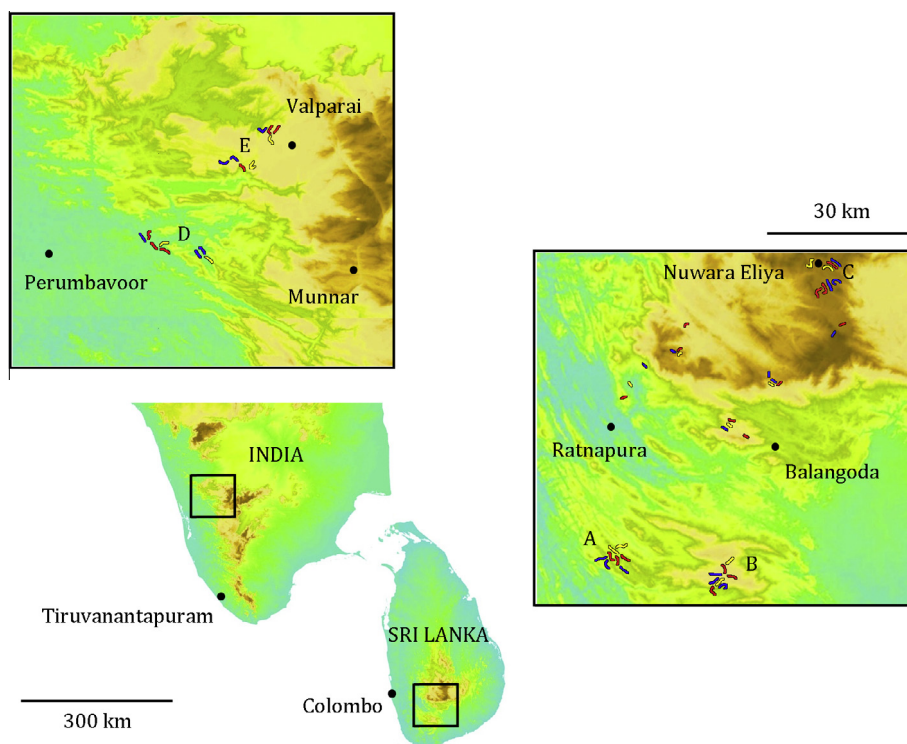 Valparai
E
D
Perumbavoor
Munnar
30 km
Nuwara Eliya
C
Ratnapura
Balangoda
A
B
INDIA
Tiruvanantapuram
SRI LANKA
Colombo
300 km